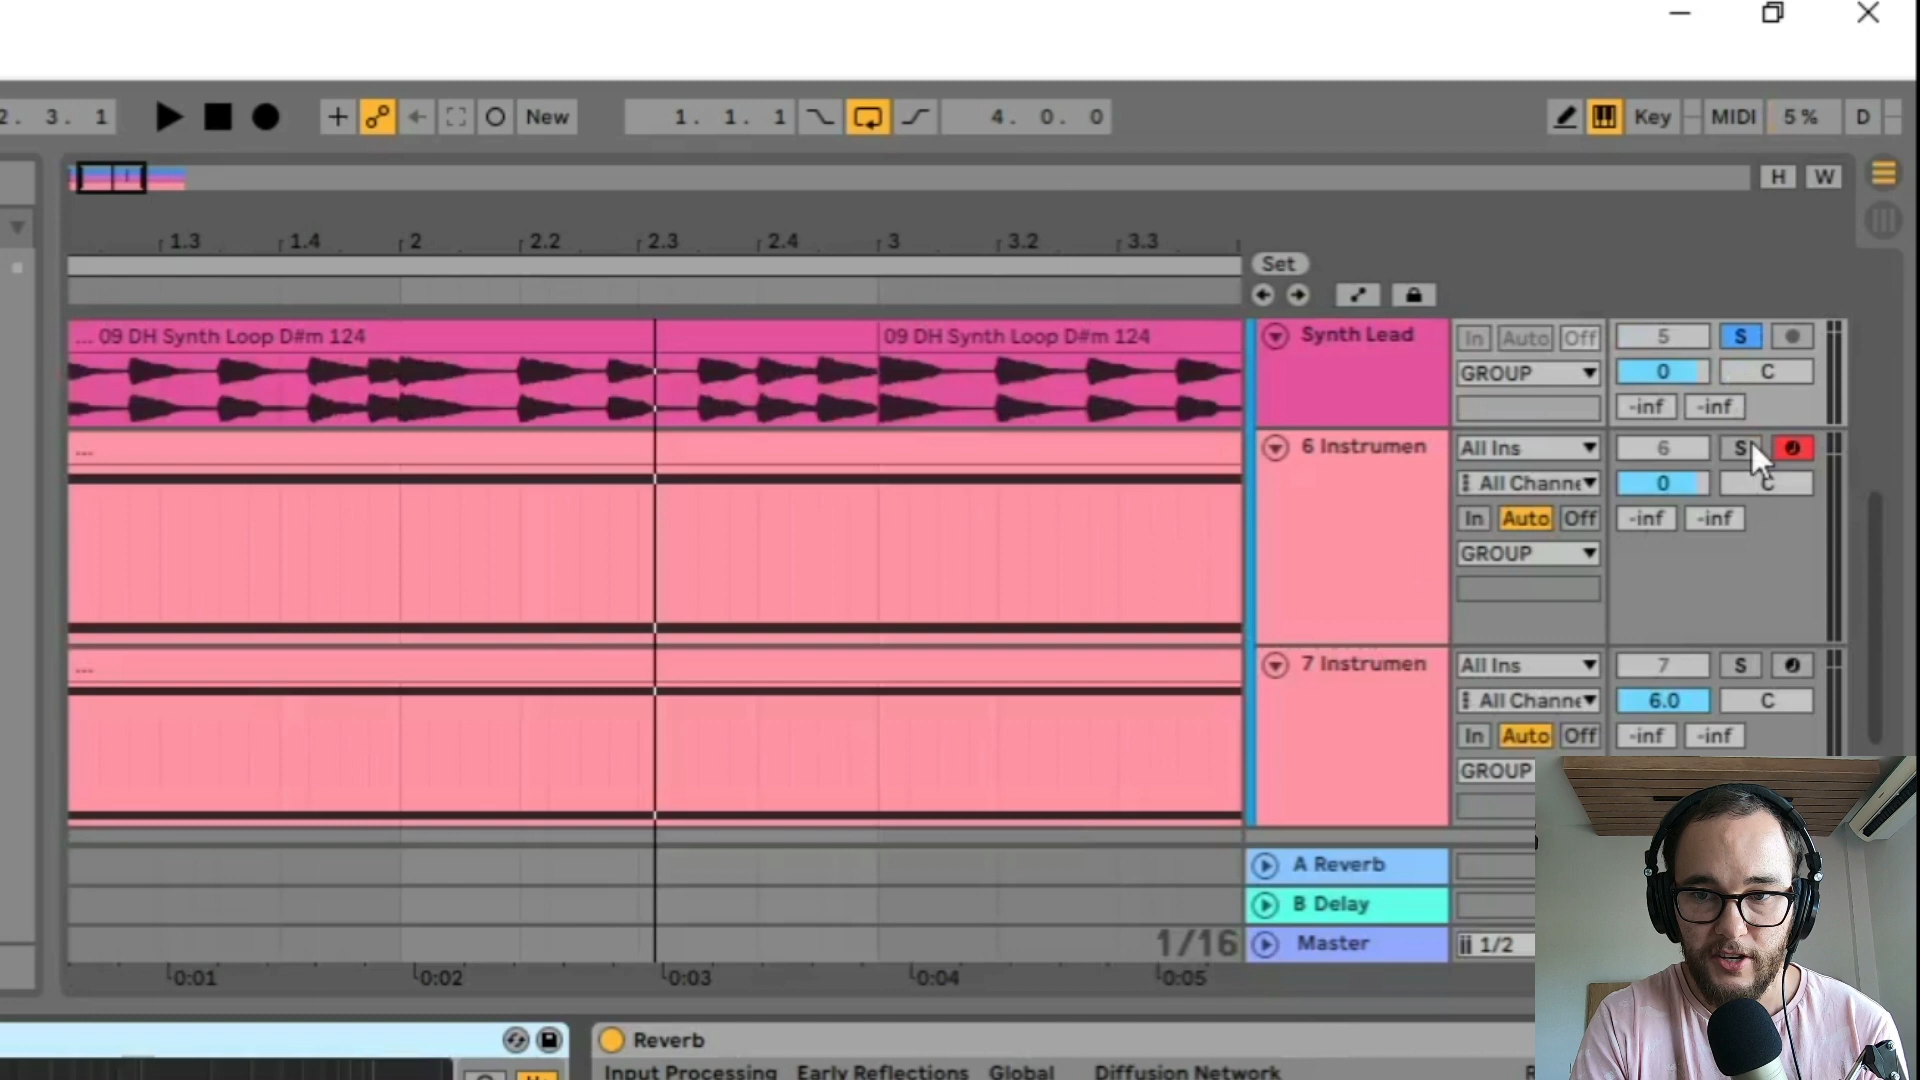 2. 3. 1 New 1. 1. 1 4. 0. 0 Key MIDI 5 % D
H W
1.3 1.4 2 2.2 2.3 2.4 3 3.2 3.3
Set
... 09 DH Synth Loop D#m 124 09 DH Synth Loop D#m 124 Synth Lead In Auto Off 5 S
GROUP 0 C
-inf -inf
... 6 Instrumen All Ins 6 S
All Channe 0 C
In Auto Off -inf -inf
GROUP
... 7 Instrumen All Ins 7 S
All Channe 6.0 C
In Auto Off -inf -inf
GROUP
A Reverb
B Delay
1/16 Master 1/2
0:01 0:02 0:03 0:04 0:05
Reverb
Input Processing Early Reflections Global Diffusion Network